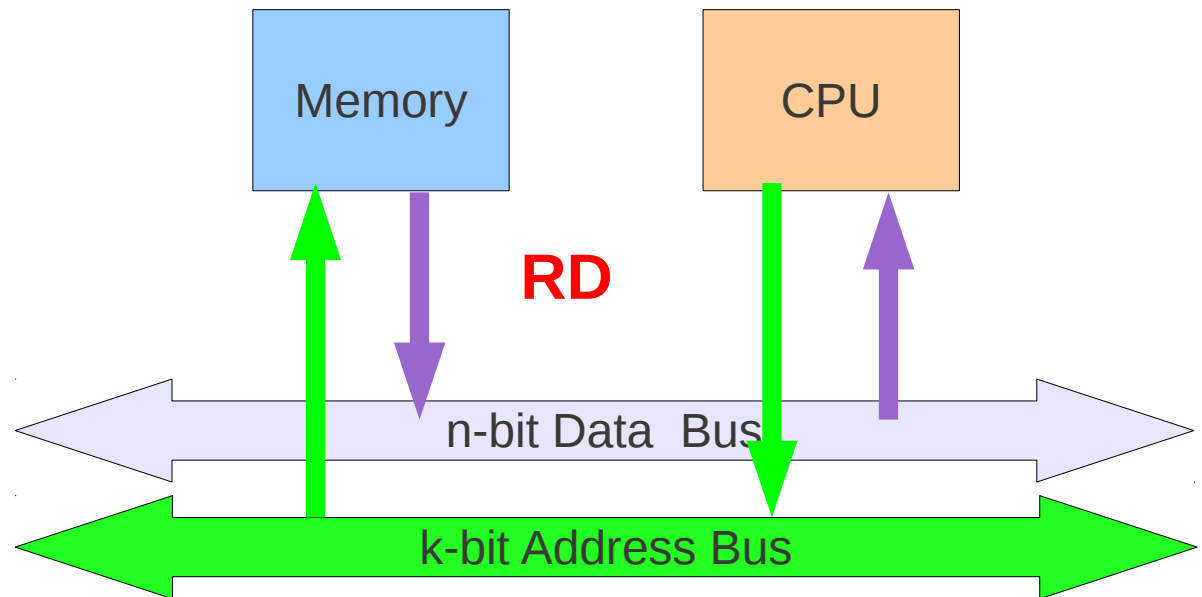 Memory
CPU
RD
n-bit Data  Bus
k-bit Address Bus